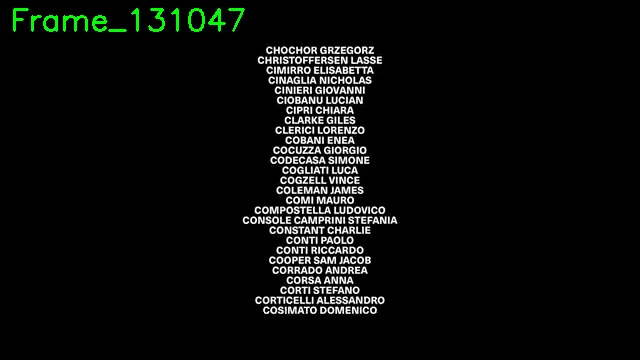 Frame_131047
CHOCHOR GRZEGORZ
CHRISTOFFERSEN LASSE
CIMIRRO ELISABETTA
CINAGLIA NICHOLAS
CINIERI GIOVANNI
CIOBANU LUCIAN
CIPRI CHIARA
CLARKE GILES
CLERICI LORENZO
COBANI ENEA
COCUZZA GIORGIO
CODECASA SIMONE
COGLIATI LUCA
COGZELL VINCE
COLEMAN JAMES
COMI MAURO
COMPOSTELLA LUDOVICO
CONSOLE CAMPRINI STEFANIA
CONSTANT CHARLIE
CONTI PAOLO
CONTI RICCARDO
COOPER SAM JACOB
CORRADO ANDREA
CORSA ANNA
CORTI STEFANO
CORTICELLI ALESSANDRO
COSIMATO DOMENICO